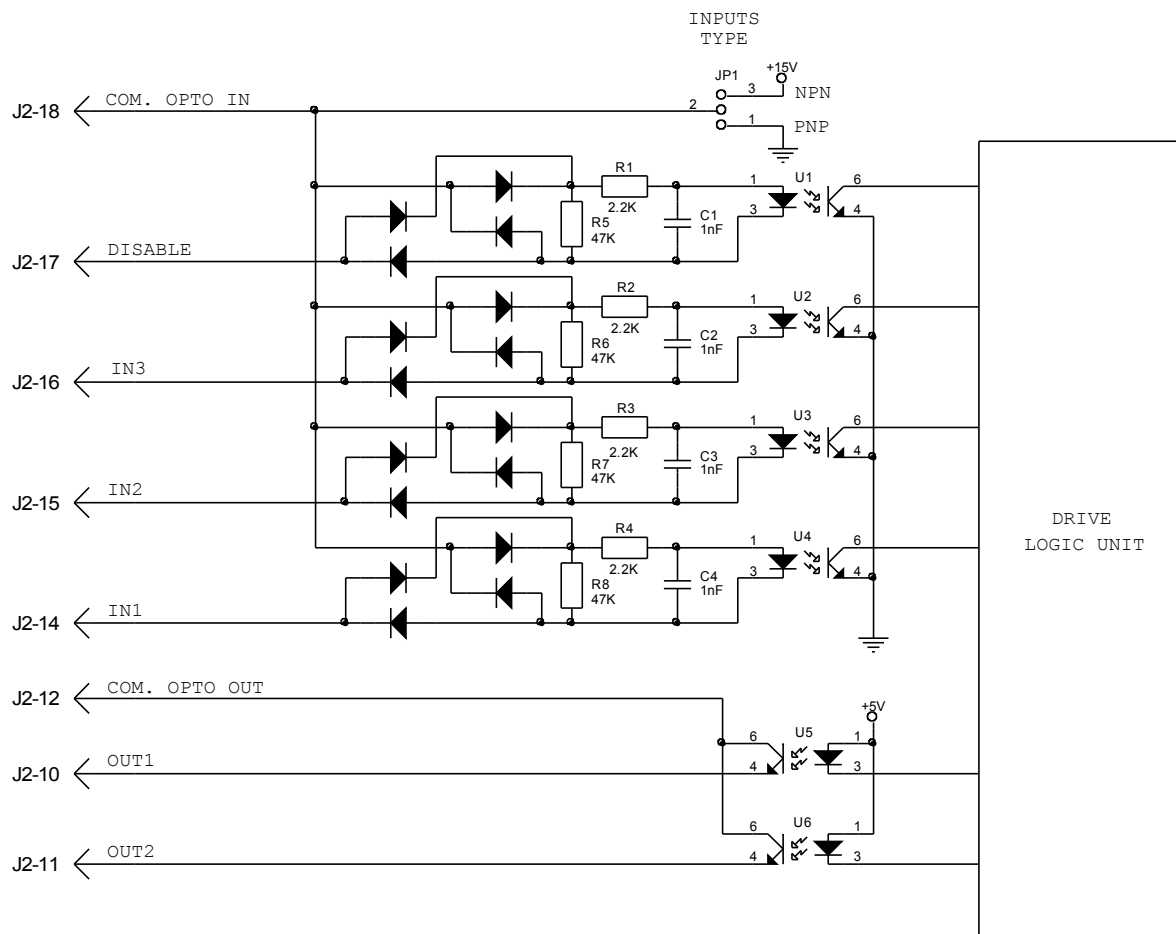 INPUTS
TYPE
JP1
+15V
3
NPN
J2-18
COM. OPTO IN
2
1
PNP
R1
2.2K
U1
1
6
R5
47K
C1
1nF
3
4
J2-17
DISABLE
R2
2.2K
U2
1
6
R6
47K
C2
1nF
3
4
J2-16
IN3
R3
2.2K
U3
1
6
R7
47K
C3
1nF
3
4
J2-15
IN2
DRIVE
LOGIC UNIT
R4
2.2K
U4
1
6
R8
47K
C4
1nF
3
4
J2-14
IN1
J2-12
COM. OPTO OUT
+5V
6
U5
1
J2-10
OUT1
4
3
6
U6
1
J2-11
OUT2
4
3